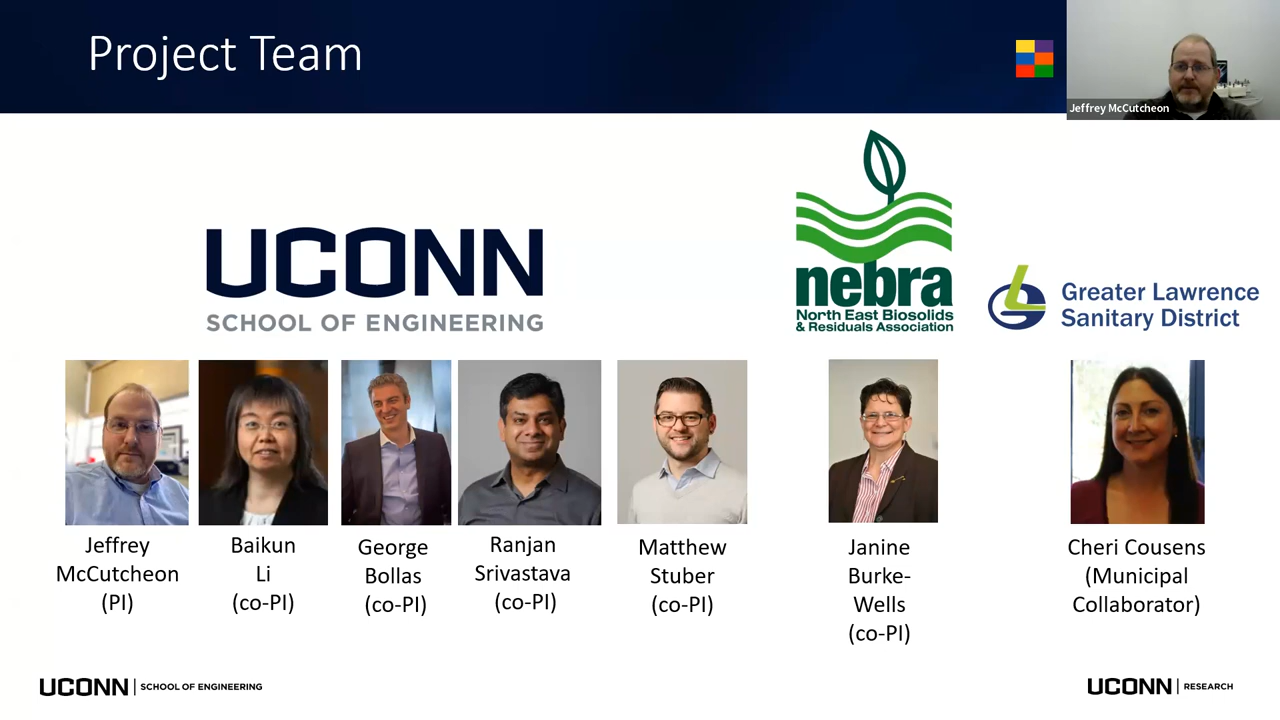 Project Team
Jeffrey McCutcheon
UCONN
SCHOOL OF ENGINEERING
nebra
North East Biosolids
& Residuals Association
Greater Lawrence
Sanitary District
Jeffrey
McCutcheon
(PI)
Baikun
Li
(co-PI)
George
Bollas
(co-PI)
Ranjan
Srivastava
(co-PI)
Matthew
Stuber
(co-PI)
Janine
Burke-
Wells
(co-PI)
Cheri Cousens
(Municipal
Collaborator)
UCONN | SCHOOL OF ENGINEERING
UCONN | RESEARCH